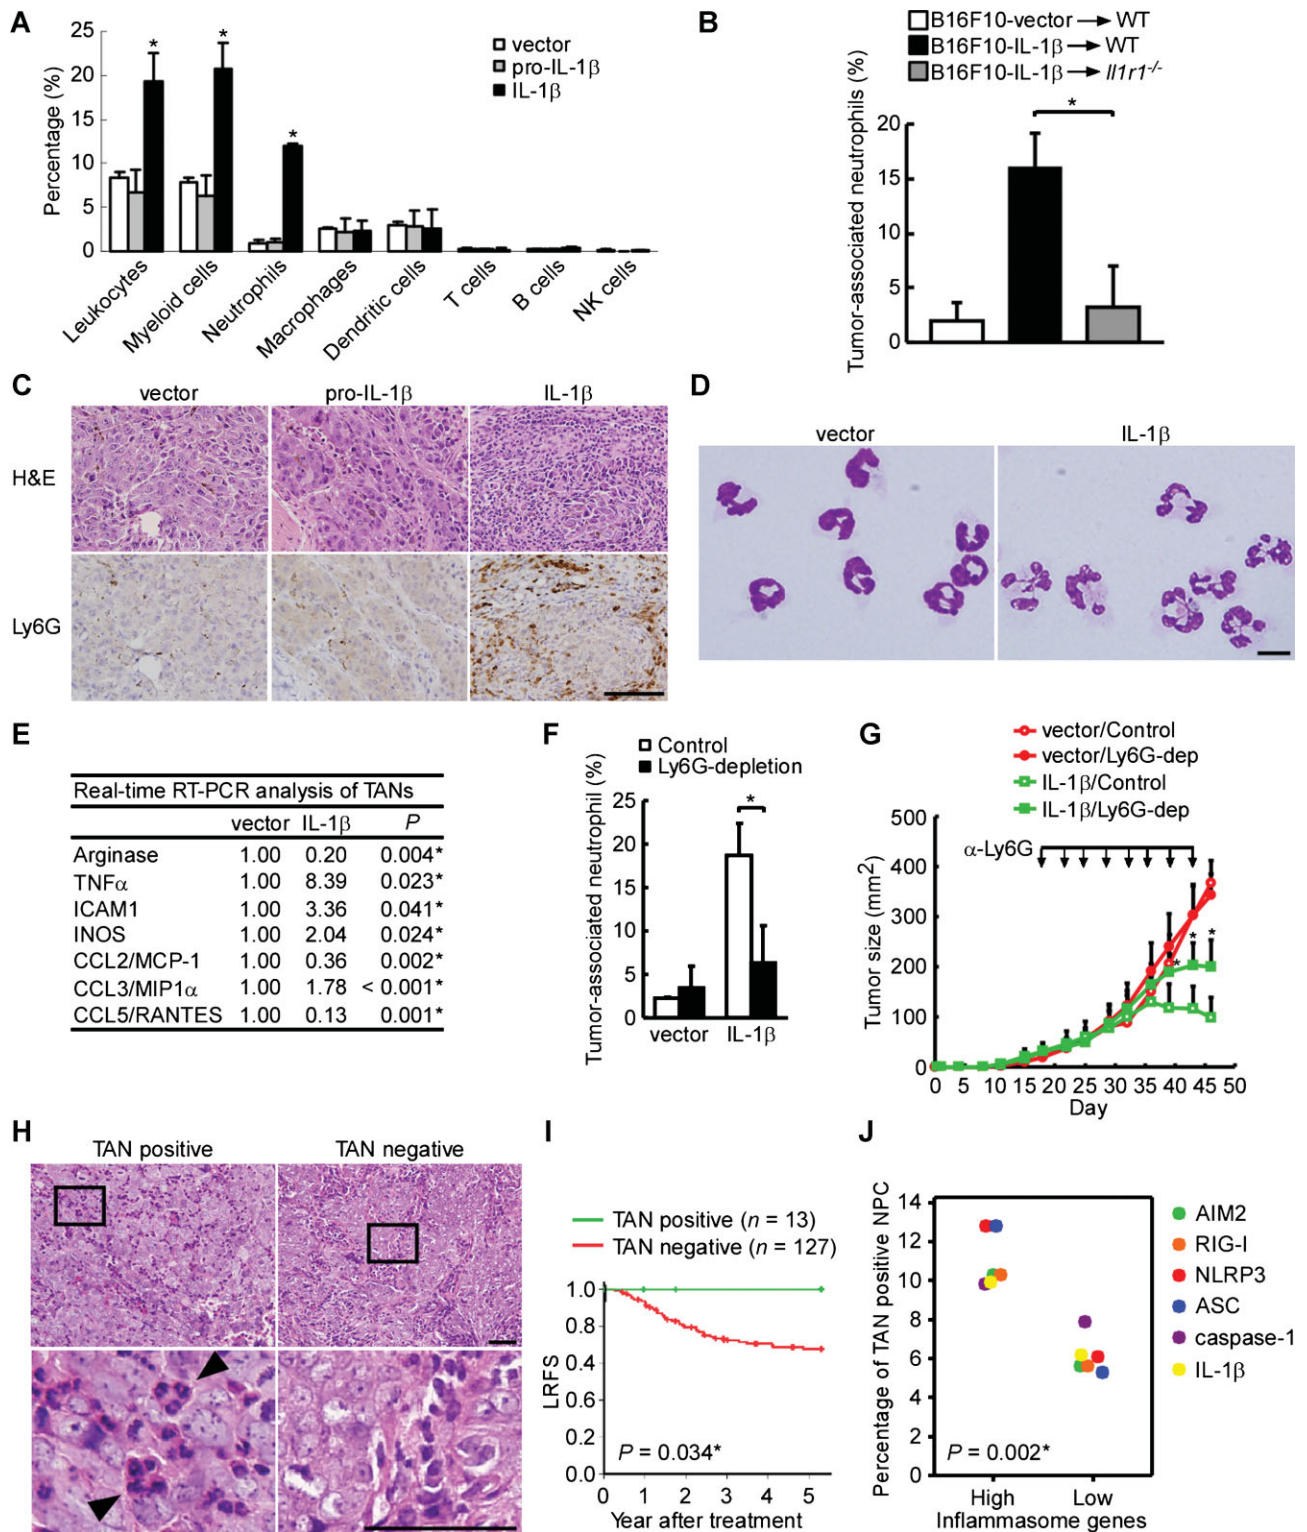 A
25
20
15
10
5
0
Percentage (%)
vector
pro-IL-1β
IL-1β
*
*
*
Leukocytes
Myeloid cells
Neutrophils
Macrophages
Dendritic cells
T cells
B cells
NK cells
B
B16F10-vector → WT
B16F10-IL-1β → WT
B16F10-IL-1β → Il1r1-/-
Tumor-associated neutrophils (%)
20
15
10
5
0
*
C
vector pro-IL-1β IL-1β
H&E
Ly6G
D
vector IL-1β
E
Real-time RT-PCR analysis of TANs
vector IL-1β P
Arginase 1.00 0.20 0.004*
TNFα 1.00 8.39 0.023*
ICAM1 1.00 3.36 0.041*
INOS 1.00 2.04 0.024*
CCL2/MCP-1 1.00 0.36 0.002*
CCL3/MIP1α 1.00 1.78 < 0.001*
CCL5/RANTES 1.00 0.13 0.001*
F
Control
Ly6G-depletion
Tumor-associated neutrophil (%)
25
20
15
10
5
0
*
vector IL-1β
G
vector/Control
vector/Ly6G-dep
IL-1β/Control
IL-1β/Ly6G-dep
Tumor size (mm2)
500
400
300
200
100
0
α-Ly6G
* * *
0 5 10 15 20 25 30 35 40 45 50
Day
H
TAN positive TAN negative
I
TAN positive (n = 13)
TAN negative (n = 127)
LRFS
1.0
0.8
0.4
0.6
0.2
0.0
P = 0.034*
0 1 2 3 4 5
Year after treatment
J
Percentage of TAN positive NPC
14
12
10
8
6
4
2
0
P = 0.002*
High Low
Inflammasome genes
AIM2
RIG-I
NLRP3
ASC
caspase-1
IL-1β